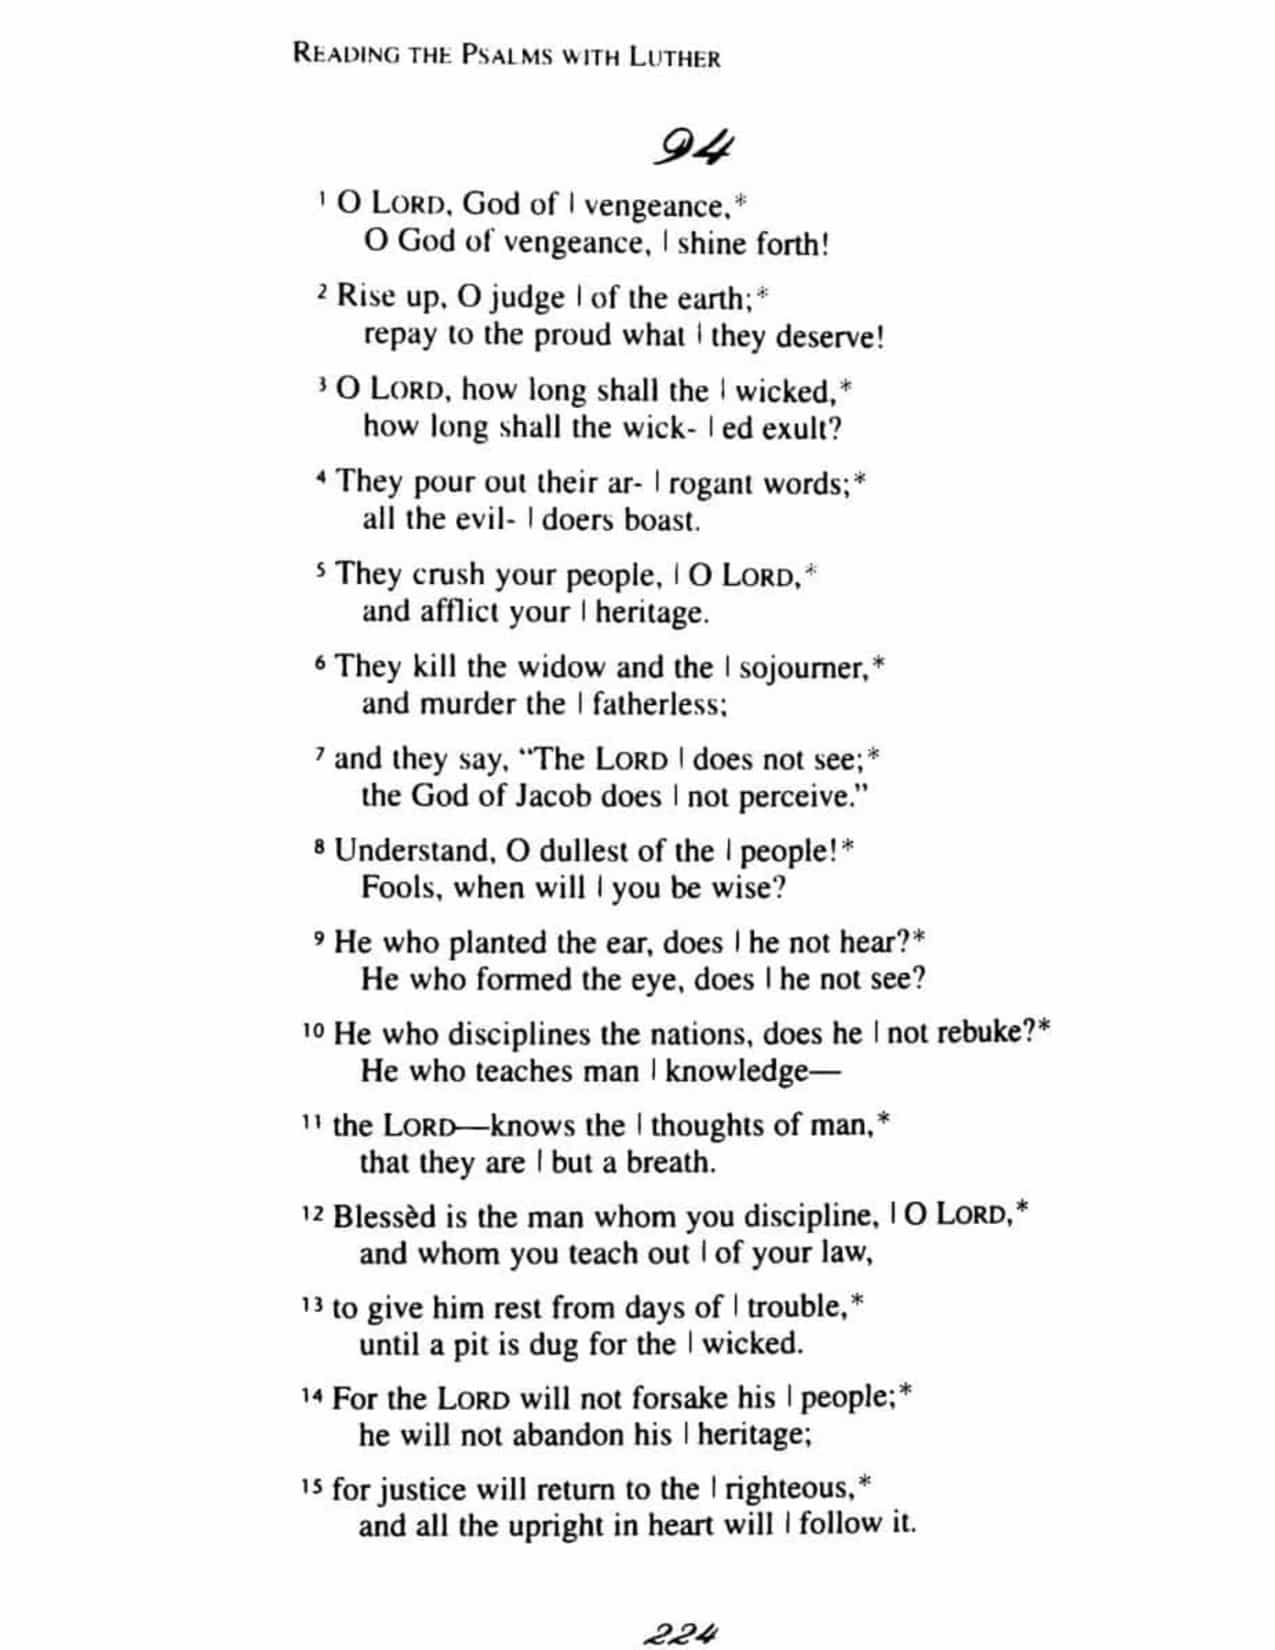 READING THE PSALMS WITH LUTHER
94
1 O LORD, God of | vengeance,*
O God of vengeance, | shine forth!
2 Rise up, O judge | of the earth;*
repay to the proud what | they deserve!
3 O LORD, how long shall the | wicked,*
how long shall the wick- | ed exult?
4 They pour out their ar- | rogant words;*
all the evil- | doers boast.
5 They crush your people, | O LORD,*
and afflict your | heritage.
6 They kill the widow and the | sojourner,*
and murder the | fatherless;
7 and they say, “The LORD | does not see;*
the God of Jacob does | not perceive.”
8 Understand, O dullest of the | people!*
Fools, when will | you be wise?
9 He who planted the ear, does | he not hear?*
He who formed the eye, does | he not see?
10 He who disciplines the nations, does he | not rebuke?*
He who teaches man | knowledge—
11 the LORD—knows the | thoughts of man,*
that they are | but a breath.
12 Blessèd is the man whom you discipline, | O LORD,*
and whom you teach out | of your law,
13 to give him rest from days of | trouble,*
until a pit is dug for the | wicked.
14 For the LORD will not forsake his | people;*
he will not abandon his | heritage;
15 for justice will return to the | righteous,*
and all the upright in heart will | follow it.
224